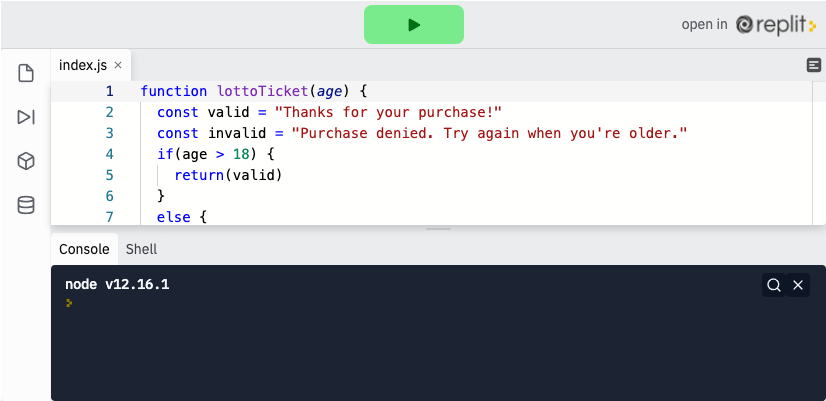 open in replit
index.js ×
1 function lottoTicket(age) {
2 const valid = "Thanks for your purchase!"
3 const invalid = "Purchase denied. Try again when you're older."
4 if(age > 18) {
5 return(valid)
6 }
7 else {
Console Shell
node v12.16.1